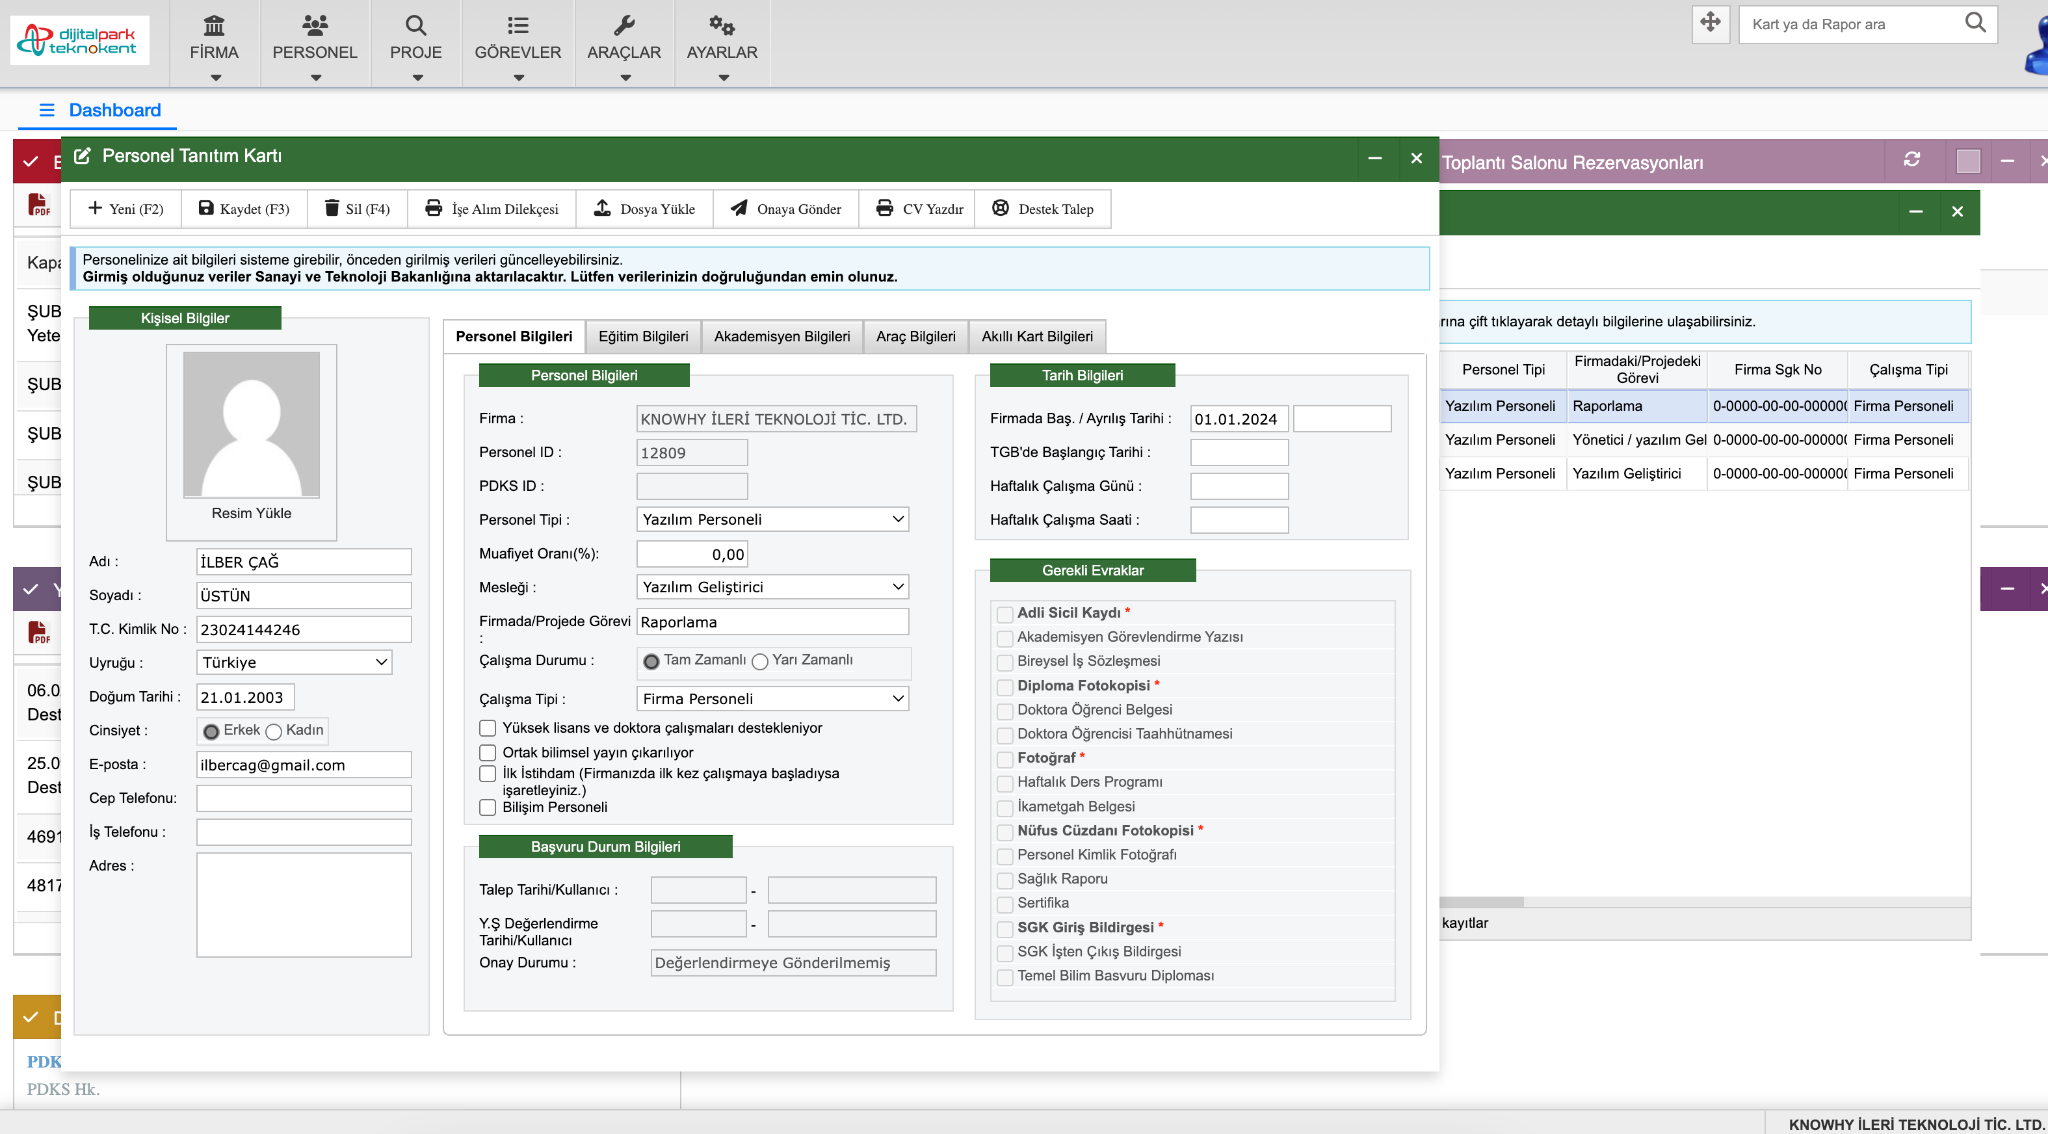 dijitalpark
teknokent
FİRMA
PERSONEL
PROJE
GÖREVLER
ARAÇLAR
AYARLAR
Kart ya da Rapor ara
Dashboard
Personel Tanıtım Kartı
Toplantı Salonu Rezervasyonları
PDF
Yeni (F2)
Kaydet (F3)
Sil (F4)
İşe Alım Dilekçesi
Dosya Yükle
Onaya Gönder
CV Yazdır
Destek Talep
Personelinize ait bilgileri sisteme girebilir, önceden girilmiş verileri güncelleyebilirsiniz.
Girmiş olduğunuz veriler Sanayi ve Teknoloji Bakanlığına aktarılacaktır. Lütfen verilerinizin doğruluğundan emin olunuz.
Kapa
ŞUB
Yete
ŞUB
ŞUB
ŞUB
Kişisel Bilgiler
Resim Yükle
Adı : İLBER ÇAĞ
Soyadı : ÜSTÜN
T.C. Kimlik No : 23024144246
Uyruğu : Türkiye
Doğum Tarihi : 21.01.2003
Cinsiyet : Erkek Kadın
E-posta : ilbercag@gmail.com
Cep Telefonu:
İş Telefonu :
Adres :
Personel Bilgileri
Eğitim Bilgileri
Akademisyen Bilgileri
Araç Bilgileri
Akıllı Kart Bilgileri
Personel Bilgileri
Firma : KNOWHY İLERİ TEKNOLOJİ TİC. LTD.
Personel ID : 12809
PDKS ID :
Personel Tipi : Yazılım Personeli
Muafiyet Oranı(%): 0,00
Mesleği : Yazılım Geliştirici
Firmada/Projede Görevi : Raporlama
Çalışma Durumu : Tam Zamanlı Yarı Zamanlı
Çalışma Tipi : Firma Personeli
Yüksek lisans ve doktora çalışmaları destekleniyor
Ortak bilimsel yayın çıkarılıyor
İlk İstihdam (Firmanızda ilk kez çalışmaya başladıysa
işaretleyiniz.)
Bilişim Personeli
Başvuru Durum Bilgileri
Talep Tarihi/Kullanıcı : -
Y.Ş Değerlendirme
Tarihi/Kullanıcı -
Onay Durumu : Değerlendirmeye Gönderilmemiş
Tarih Bilgileri
Firmada Baş. / Ayrılış Tarihi : 01.01.2024
TGB'de Başlangıç Tarihi :
Haftalık Çalışma Günü :
Haftalık Çalışma Saati :
Gerekli Evraklar
Adli Sicil Kaydı *
Akademisyen Görevlendirme Yazısı
Bireysel İş Sözleşmesi
Diploma Fotokopisi *
Doktora Öğrenci Belgesi
Doktora Öğrencisi Taahhütnamesi
Fotoğraf *
Haftalık Ders Programı
İkametgah Belgesi
Nüfus Cüzdanı Fotokopisi *
Personel Kimlik Fotoğrafı
Sağlık Raporu
Sertifika
SGK Giriş Bildirgesi *
SGK İşten Çıkış Bildirgesi
Temel Bilim Basvuru Diploması
rına çift tıklayarak detaylı bilgilerine ulaşabilirsiniz.
Personel Tipi
Firmadaki/Projedeki
Görevi
Firma Sgk No
Çalışma Tipi
Yazılım Personeli Raporlama 0-0000-00-00-000000 Firma Personeli
Yazılım Personeli Yönetici / yazılım Gel 0-0000-00-00-000000 Firma Personeli
Yazılım Personeli Yazılım Geliştirici 0-0000-00-00-000000 Firma Personeli
kayıtlar
PDF
06.0
Dest
25.0
Dest
4691
4817
PDK
PDKS Hk.
KNOWHY İLERİ TEKNOLOJİ TİC. LTD.